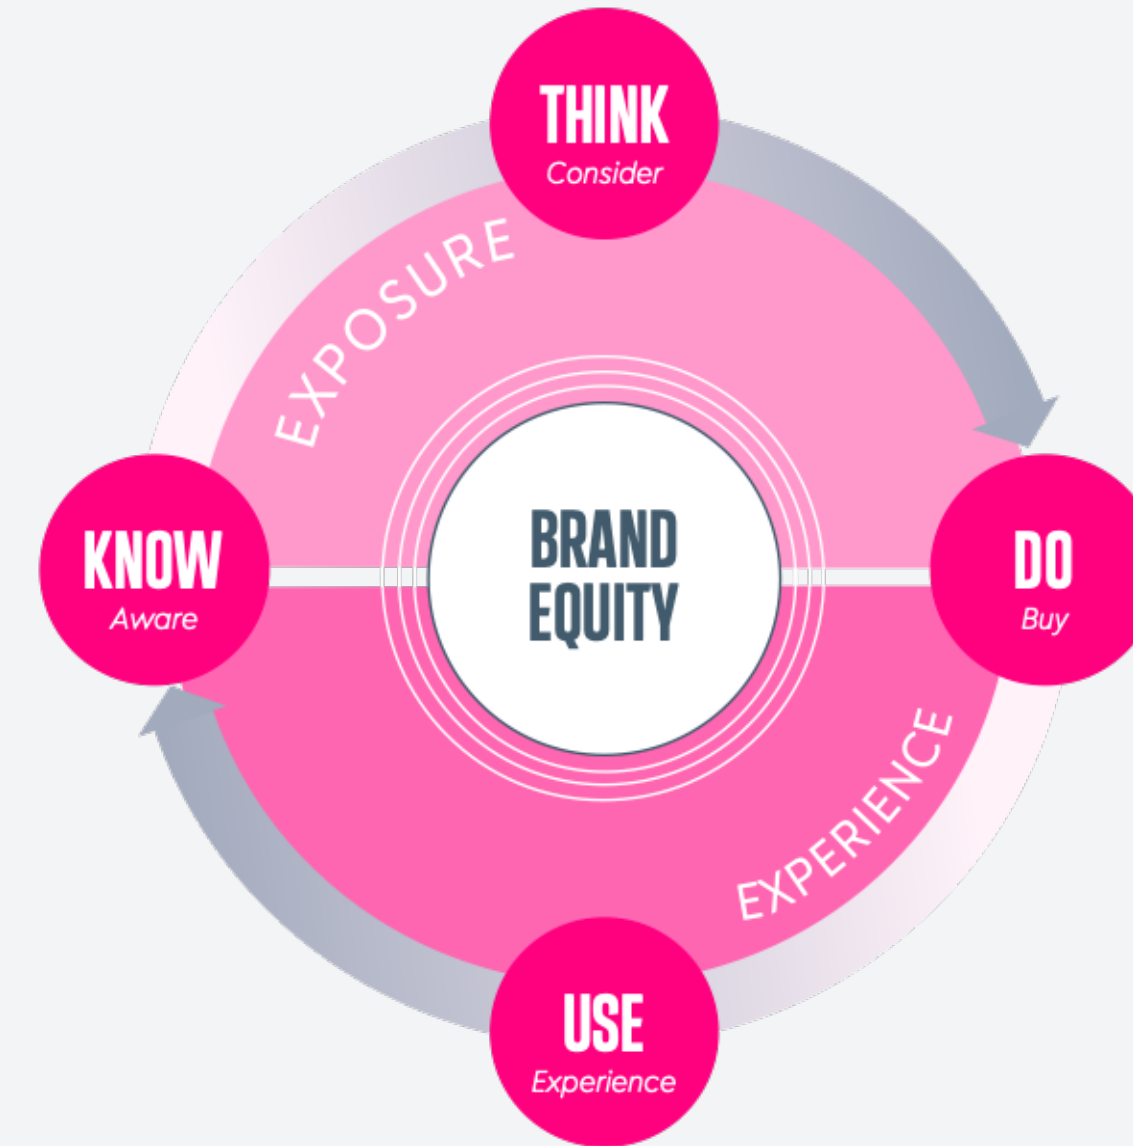 THINK
Consider
EXPOSURE
KNOW
Aware
BRAND
EQUITY
DO
Buy
EXPERIENCE
USE
Experience